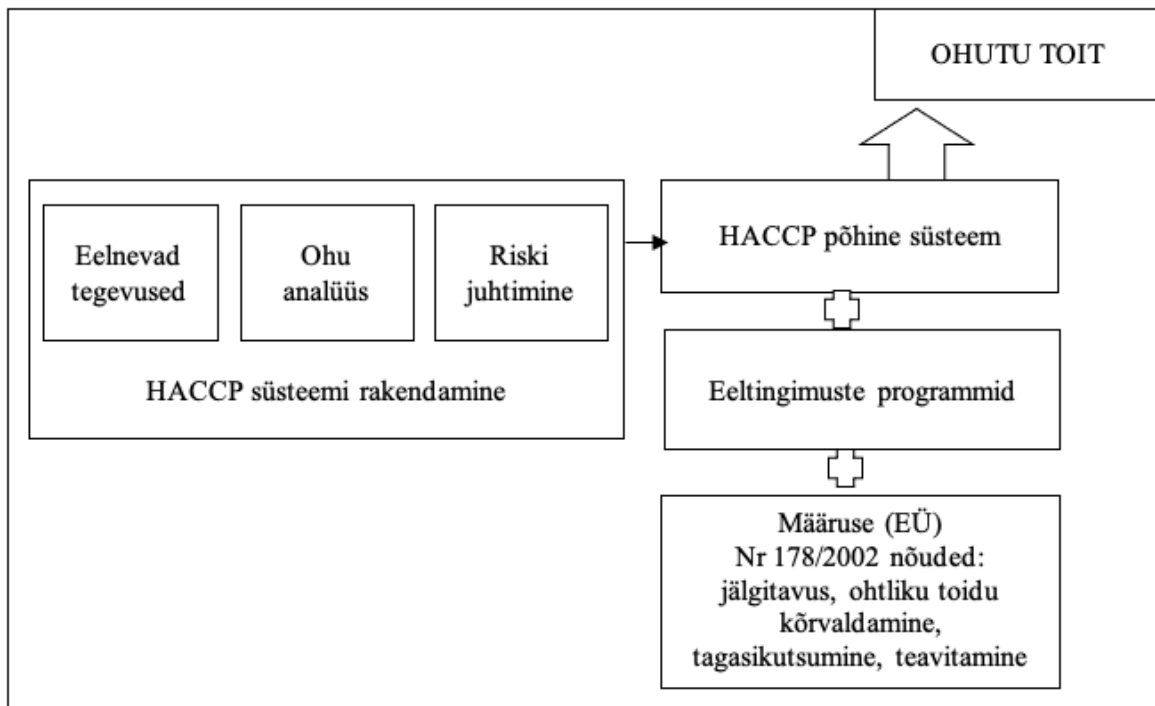 OHUTU TOIT
Eelnevad
tegevused
Ohu
analüüs
Riski
juhtimine
HACCP süsteemi rakendamine
HACCP põhine süsteem
Eeltingimuste programmid
Määruse (EÜ)
Nr 178/2002 nõuded:
jälgitavus, ohtliku toidu
kõrvaldamine,
tagasikutsumine, teavitamine